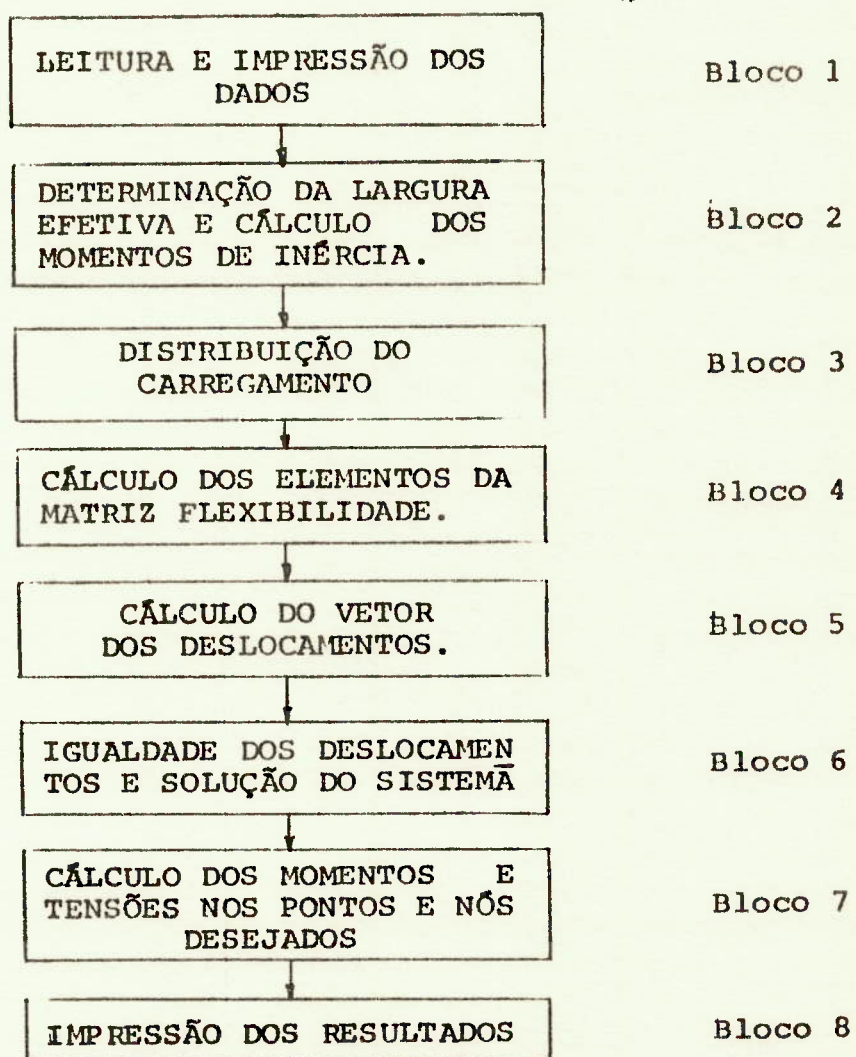 LEITURA E IMPRESSÃO DOS
DADOS
Bloco 1
DETERMINAÇÃO DA LARGURA
EFETIVA E CÁLCULO DOS
MOMENTOS DE INÉRCIA.
Bloco 2
DISTRIBUIÇÃO DO
CARREGAMENTO
Bloco 3
CÁLCULO DOS ELEMENTOS DA
MATRIZ FLEXIBILIDADE.
Bloco 4
CÁLCULO DO VETOR
DOS DESLOCAMENTOS.
Bloco 5
IGUALDADE DOS DESLOCAMEN
TOS E SOLUÇÃO DO SISTEMA
Bloco 6
CÁLCULO DOS MOMENTOS E
TENSÕES NOS PONTOS E NÓS
DESEJADOS
Bloco 7
IMPRESSÃO DOS RESULTADOS
Bloco 8